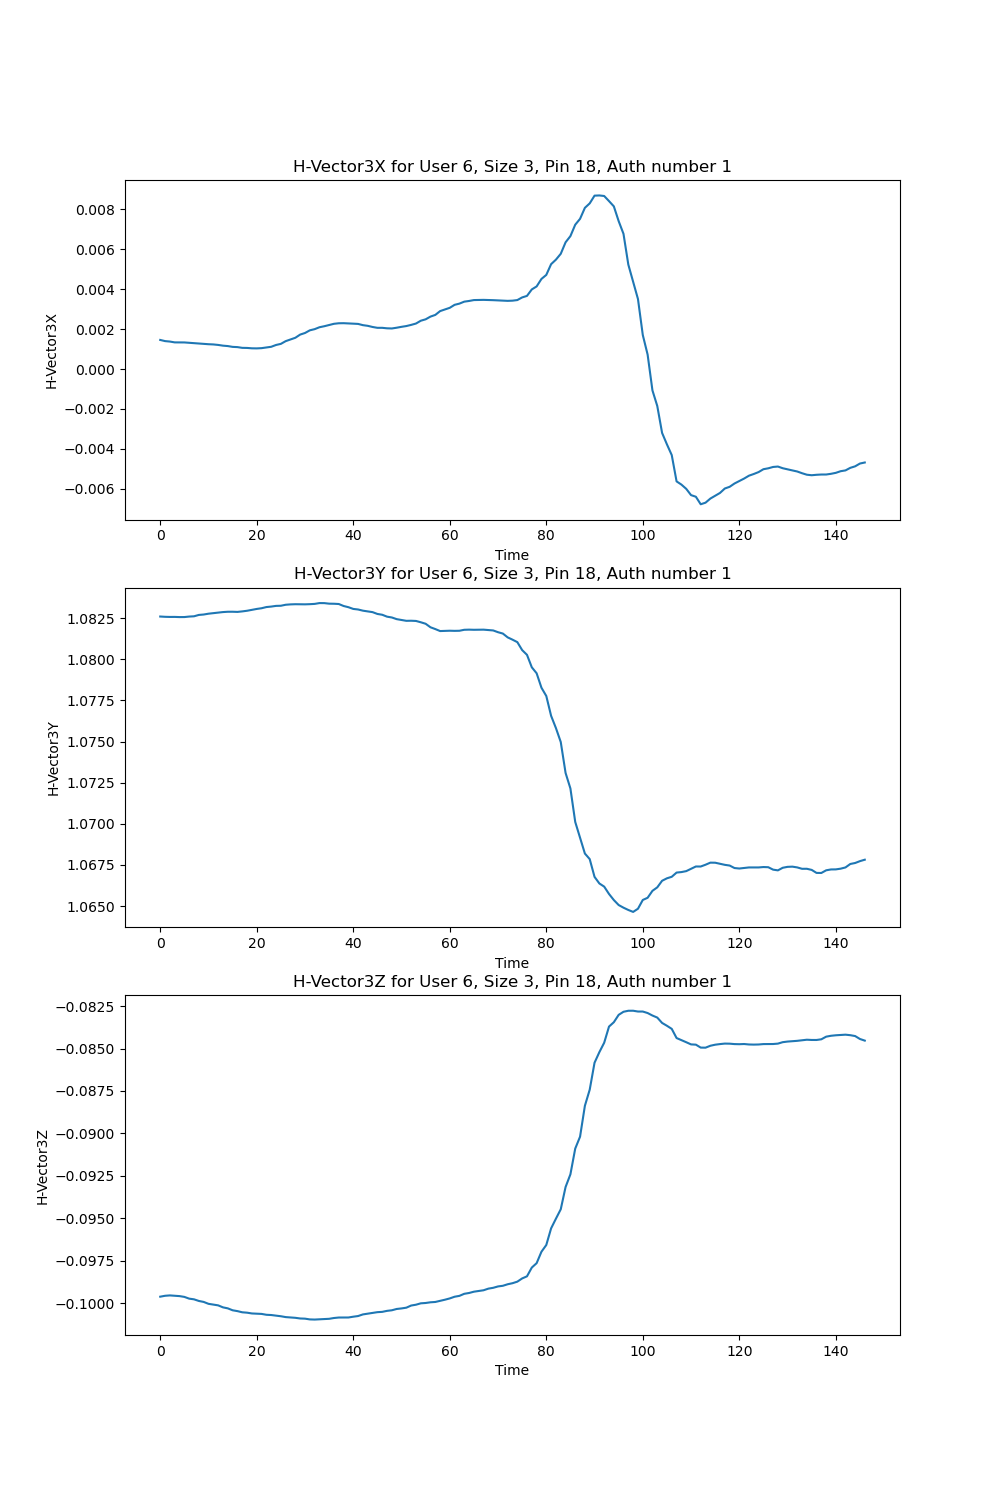 H-Vector3X for User 6, Size 3, Pin 18, Auth number 1
0.008
0.006
0.004
0.002
0.000
−0.002
−0.004
−0.006
H-Vector3X
0 20 40 60 80 100 120 140
Time
H-Vector3Y for User 6, Size 3, Pin 18, Auth number 1
1.0825
1.0800
1.0775
1.0750
1.0725
1.0700
1.0675
1.0650
H-Vector3Y
0 20 40 60 80 100 120 140
Time
H-Vector3Z for User 6, Size 3, Pin 18, Auth number 1
−0.0825
−0.0850
−0.0875
−0.0900
−0.0925
−0.0950
−0.0975
−0.1000
H-Vector3Z
0 20 40 60 80 100 120 140
Time